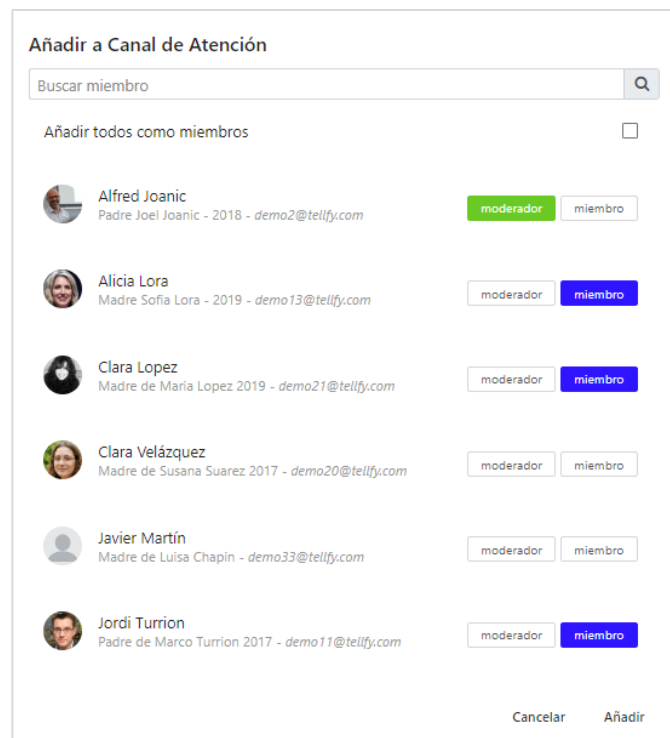 Añadir a Canal de Atención
Buscar miembro
Añadir todos como miembros
Alfred Joanic
Padre Joel Joanic - 2018 - demo2@tellfy.com
moderador miembro
Alicia Lora
Madre Sofia Lora - 2019 - demo13@tellfy.com
moderador miembro
Clara Lopez
Madre de Maria Lopez 2019 - demo21@tellfy.com
moderador miembro
Clara Velázquez
Madre de Susana Suarez 2017 - demo20@tellfy.com
moderador miembro
Javier Martín
Madre de Luisa Chapin - demo33@tellfy.com
moderador miembro
Jordi Turrion
Padre de Marco Turrion 2017 - demo11@tellfy.com
moderador miembro
Cancelar Añadir